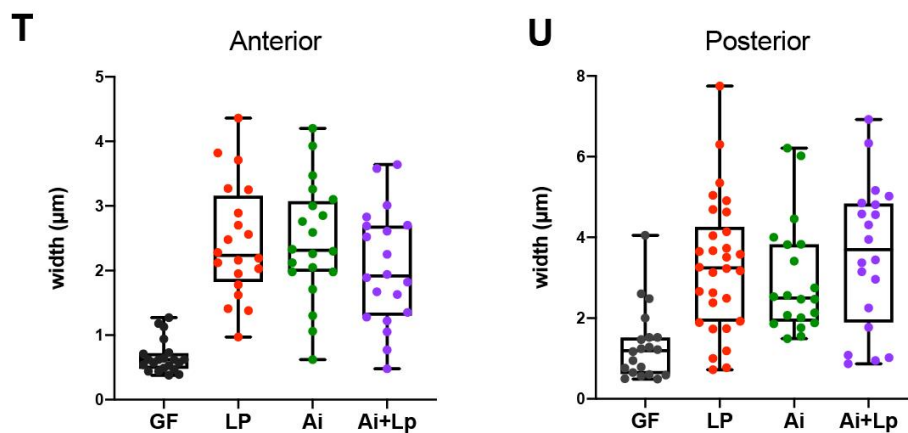 T
Anterior
width (µm)
5
4
3
2
1
0
GF LP Ai Ai+Lp
U
Posterior
width (µm)
8
6
4
2
0
GF LP Ai Ai+Lp